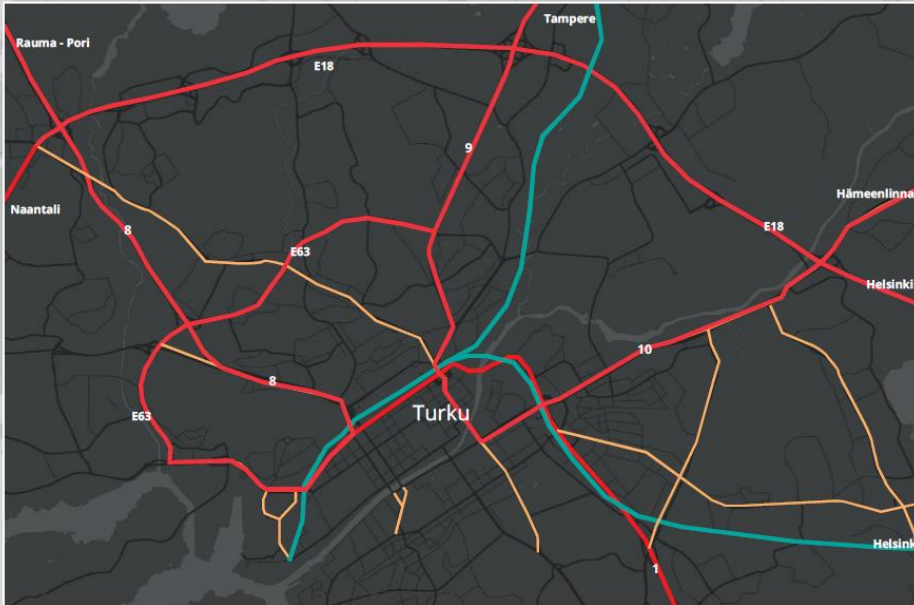 Tampere
Rauma - Pori
E18
9
Hämeenlinna
Naantali
8
E63
E18
Helsinki
10
8
Turku
E63
Helsinki
1